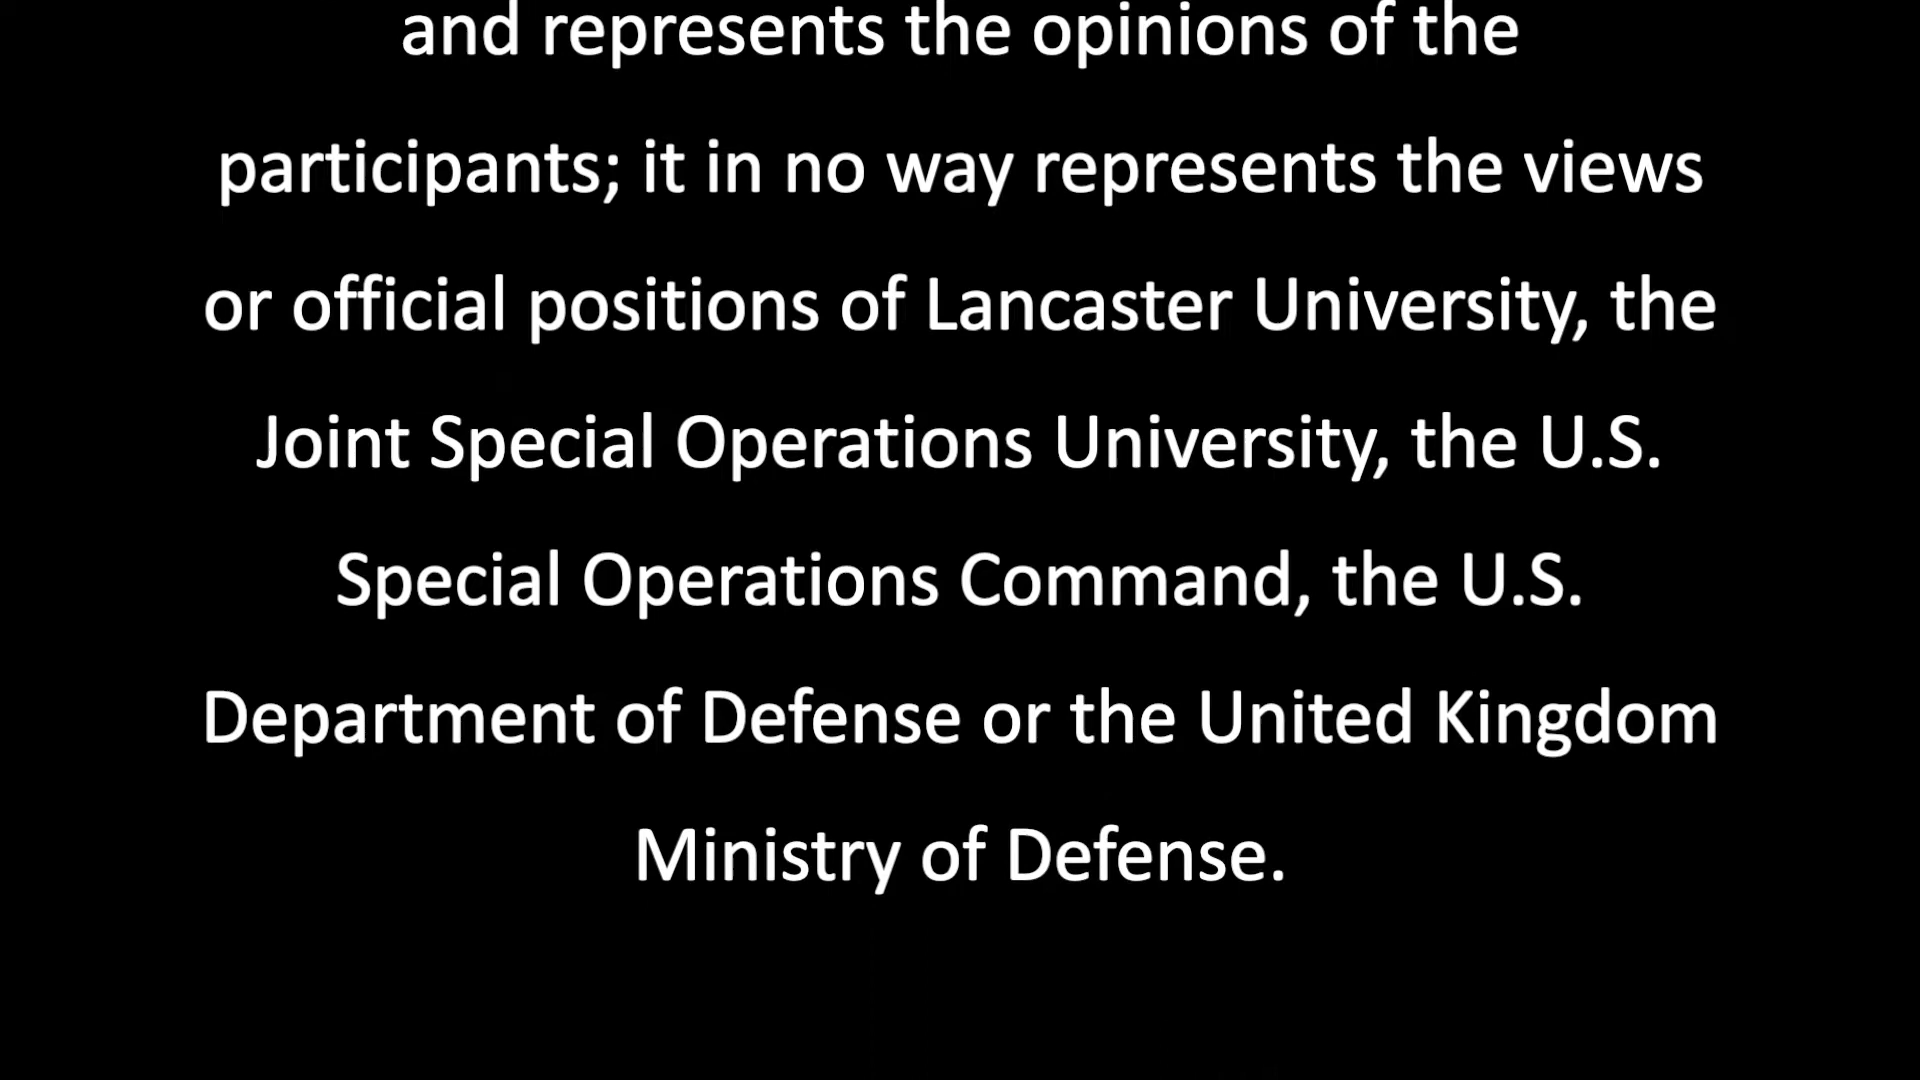 and represents the opinions of the
participants; it in no way represents the views
or official positions of Lancaster University, the
Joint Special Operations University, the U.S.
Special Operations Command, the U.S.
Department of Defense or the United Kingdom
Ministry of Defense.